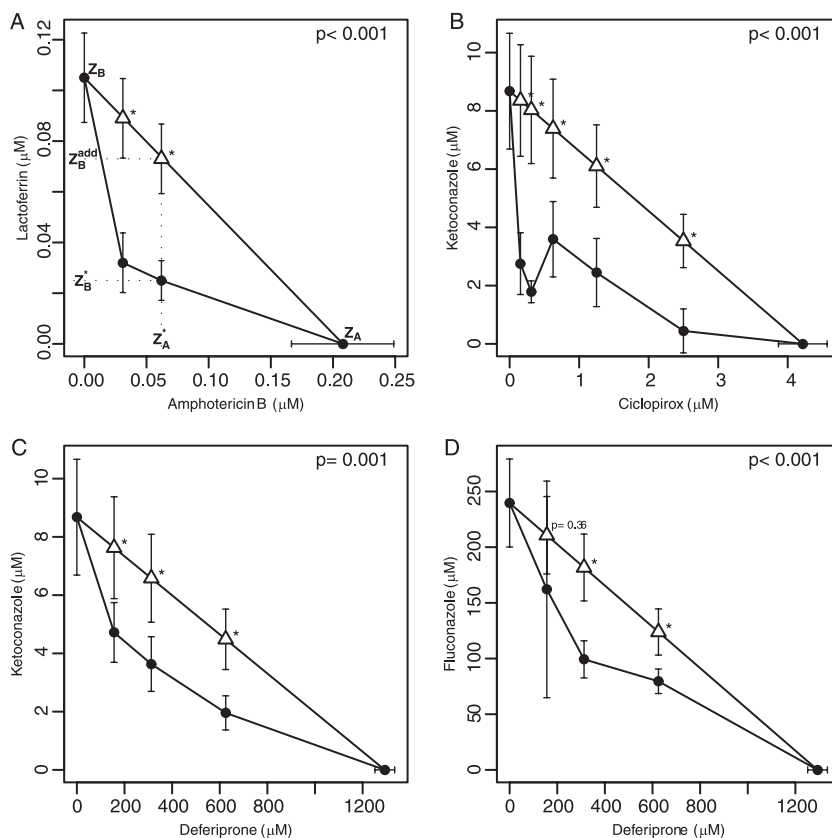 A
p< 0.001
Lactoferrin (μM)
0.12
0.08
0.04
0.00
Z_B
*
*
Z_B^add
Z_B^*
Z_A^*
Z_A
0.00 0.05 0.10 0.15 0.20 0.25
Amphotericin B (μM)
B
p< 0.001
Ketoconazole (μM)
10
8
6
4
2
0
*
*
*
*
*
0 1 2 3 4
Ciclopirox (μM)
C
p= 0.001
Ketoconazole (μM)
10
8
6
4
2
0
*
*
*
0 200 400 600 800 1200
Deferiprone (μM)
D
p< 0.001
Fluconazole (μM)
250
200
150
100
50
0
p= 0.36
*
*
0 200 400 600 800 1200
Deferiprone (μM)